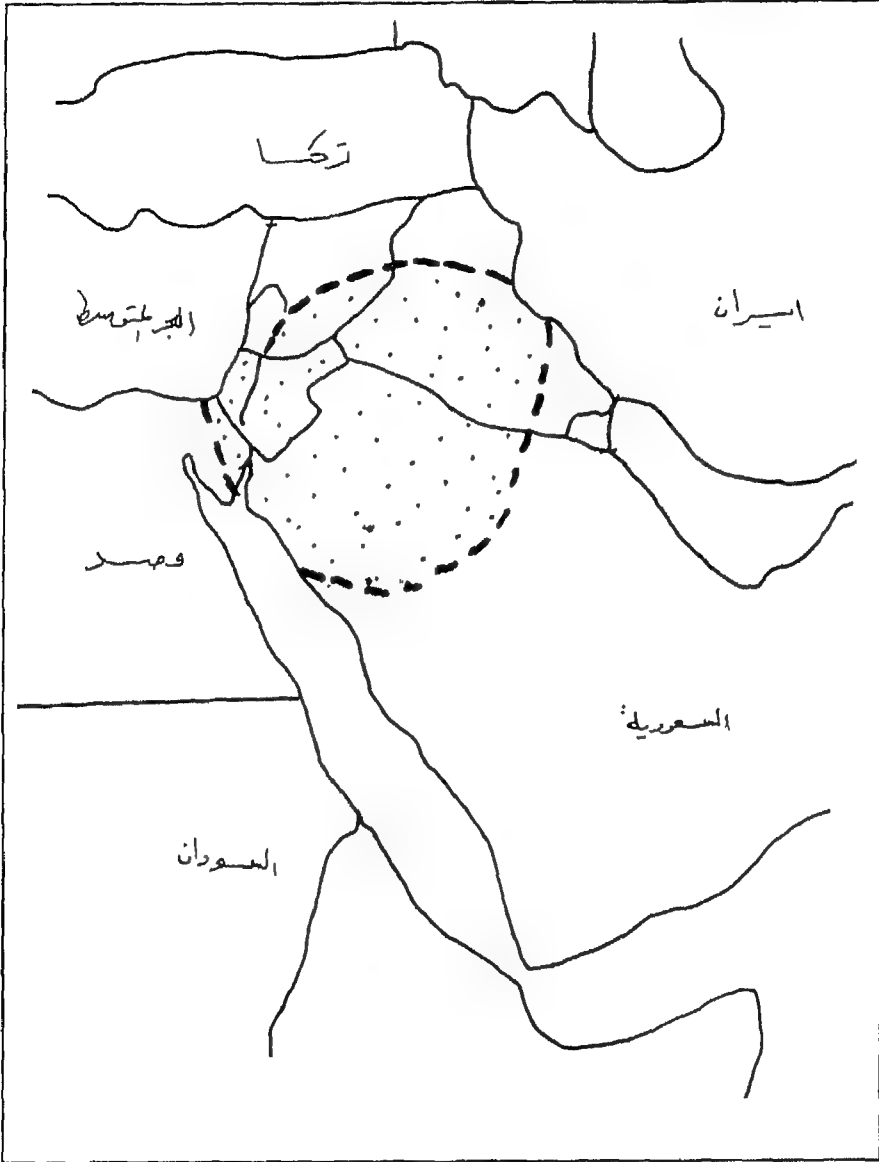 تركيا
البحر المتوسط
ايران
مصر
السعودية
السودان